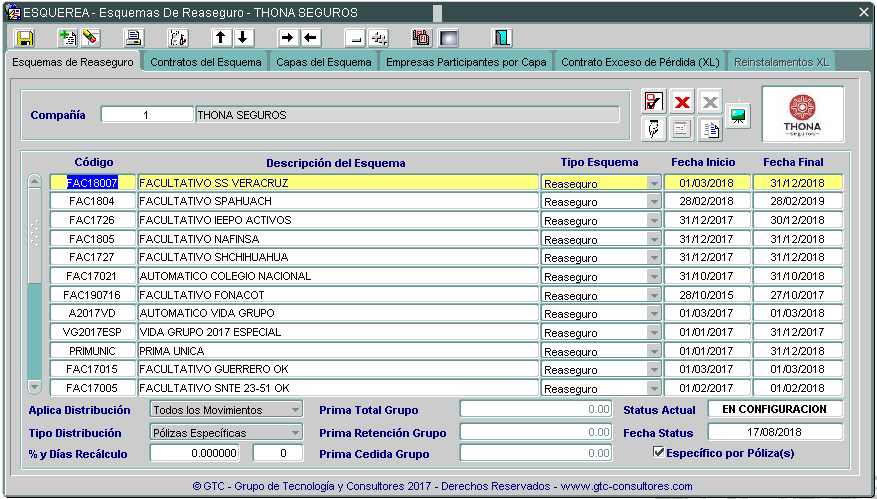 ESQUEREA - Esquemas De Reaseguro - THONA SEGUROS
Esquemas de Reaseguro Contratos del Esquema Capas del Esquema Empresas Participantes por Capa Contrato Exceso de Pérdida (XL) Reinstalamentos XL
Compañía 1 THONA SEGUROS
THONA
seguros
Código Descripción del Esquema Tipo Esquema Fecha Inicio Fecha Final
FAC18007 FACULTATIVO SS VERACRUZ Reaseguro 01/03/2018 31/12/2018
FAC1804 FACULTATIVO SPAHUACH Reaseguro 28/02/2018 28/02/2019
FAC1726 FACULTATIVO IEEPO ACTIVOS Reaseguro 31/12/2017 30/12/2018
FAC1805 FACULTATIVO NAFINSA Reaseguro 31/12/2017 31/12/2018
FAC1727 FACULTATIVO SHCHIHUAHUA Reaseguro 31/12/2017 31/12/2018
FAC17021 AUTOMATICO COLEGIO NACIONAL Reaseguro 31/10/2017 31/10/2018
FAC190716 FACULTATIVO FONACOT Reaseguro 28/10/2015 27/10/2017
A2017VD AUTOMATICO VIDA GRUPO Reaseguro 01/03/2017 01/03/2018
VG2017ESP VIDA GRUPO 2017 ESPECIAL Reaseguro 01/01/2017 31/12/2017
PRIMUNIC PRIMA UNICA Reaseguro 01/01/2017 31/12/2018
FAC17015 FACULTATIVO GUERRERO OK Reaseguro 01/03/2017 01/03/2018
FAC17005 FACULTATIVO SNTE 23-51 OK Reaseguro 01/02/2017 01/02/2018
Aplica Distribución Todos los Movimientos Prima Total Grupo 0.00 Status Actual EN CONFIGURACION
Tipo Distribución Pólizas Específicas Prima Retención Grupo 0.00 Fecha Status 17/08/2018
% y Días Recálculo 0.000000 0 Prima Cedida Grupo 0.00 Específico por Póliza(s)
© GTC - Grupo de Tecnología y Consultores 2017 - Derechos Reservados - www.gtc-consultores.com